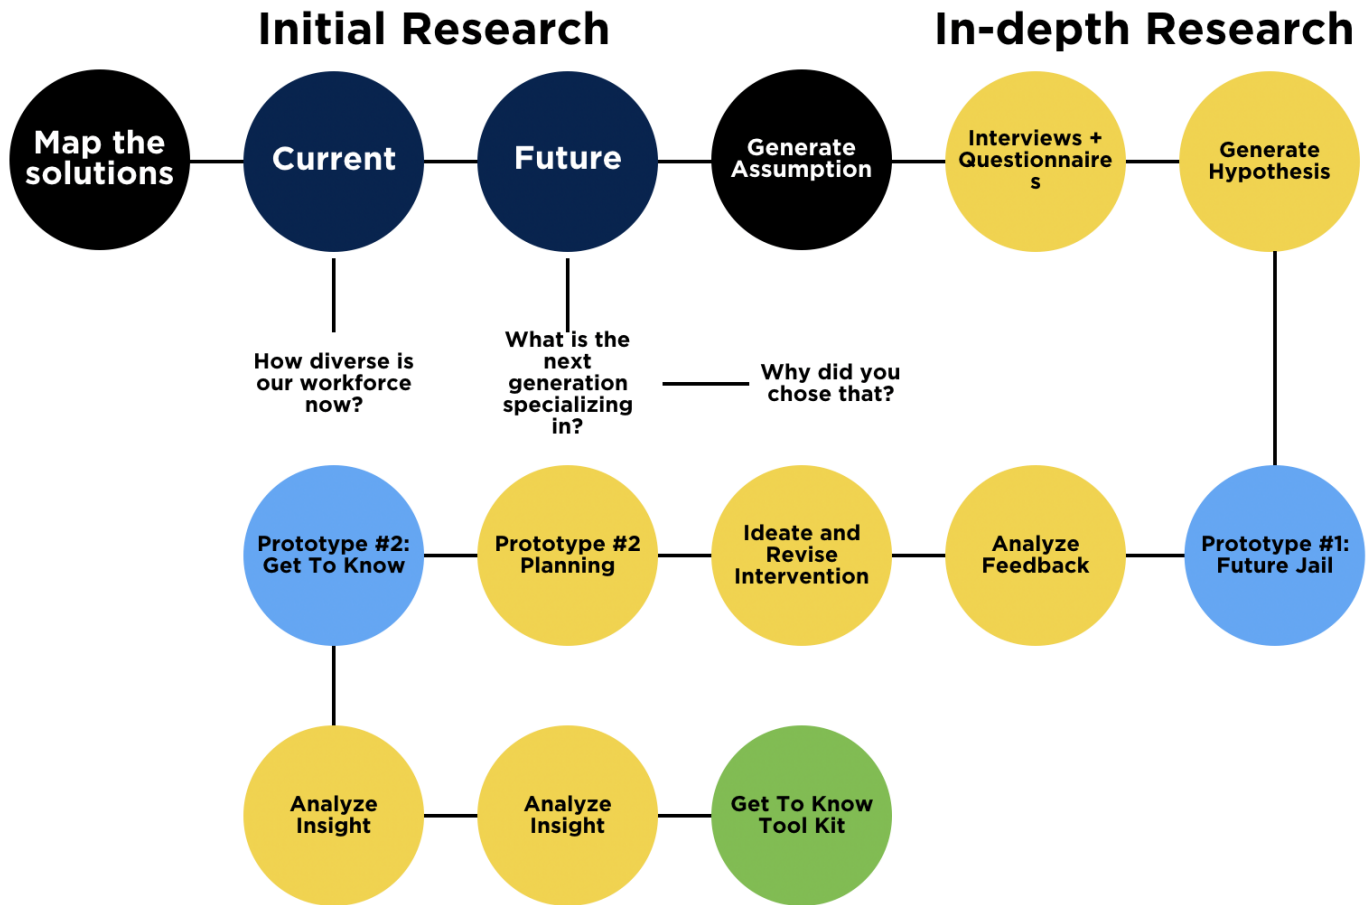 Initial Research
In-depth Research
Map the
solutions
Current
Future
Generate
Assumption
Interviews +
Questionnaire
s
Generate
Hypothesis
How diverse is
our workforce
now?
What is the
next
generation
specializing
in?
Why did you
chose that?
Prototype #2:
Get To Know
Prototype #2
Planning
Ideate and
Revise
Intervention
Analyze
Feedback
Prototype #1:
Future Jail
Analyze
Insight
Analyze
Insight
Get To Know
Tool Kit